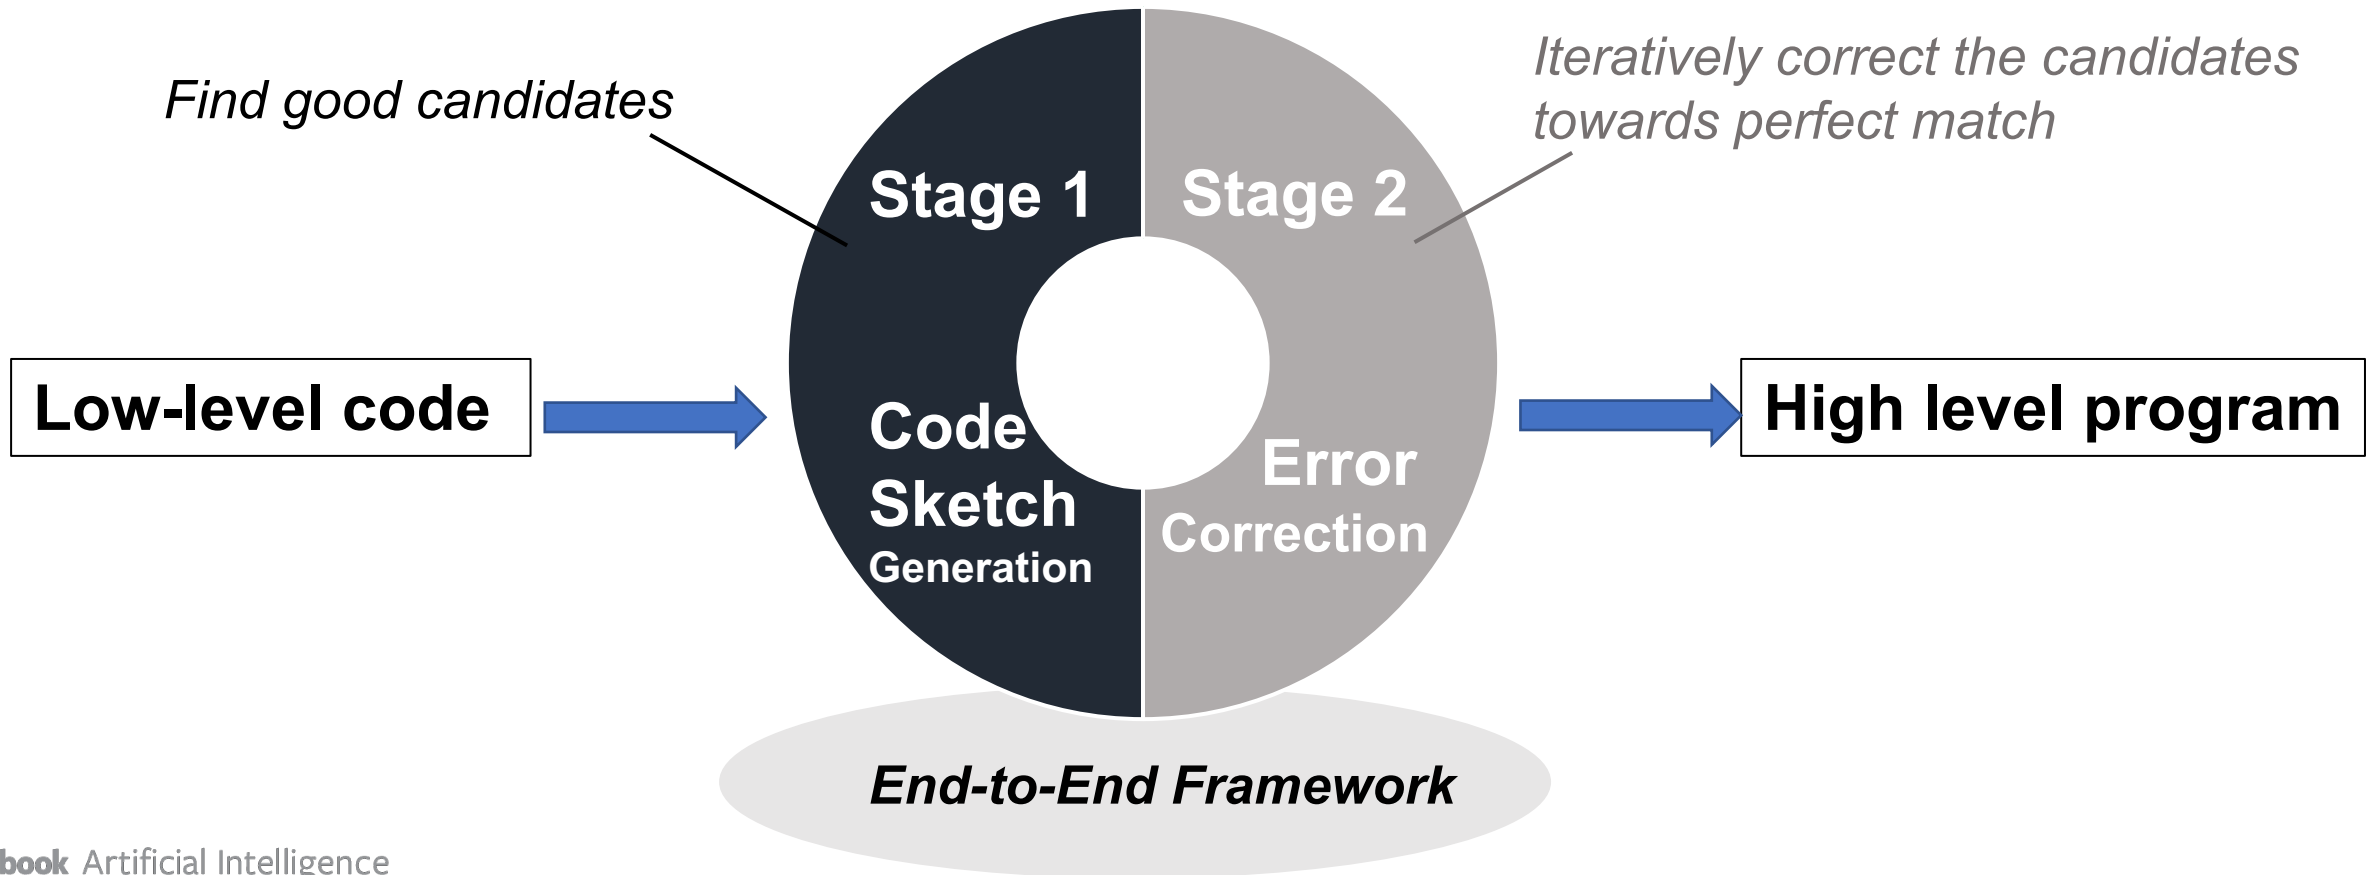 Find good candidates
Iteratively correct the candidates
towards perfect match
Stage 1
Stage 2
Low-level code
Code
Sketch
Generation
Error
Correction
High level program
End-to-End Framework
book Artificial Intelligence